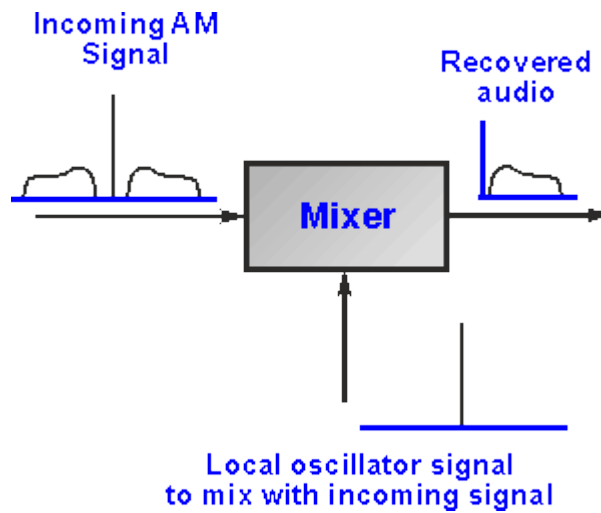 Incoming AM
Signal
Recovered
audio
Mixer
Local oscillator signal
to mix with incoming signal